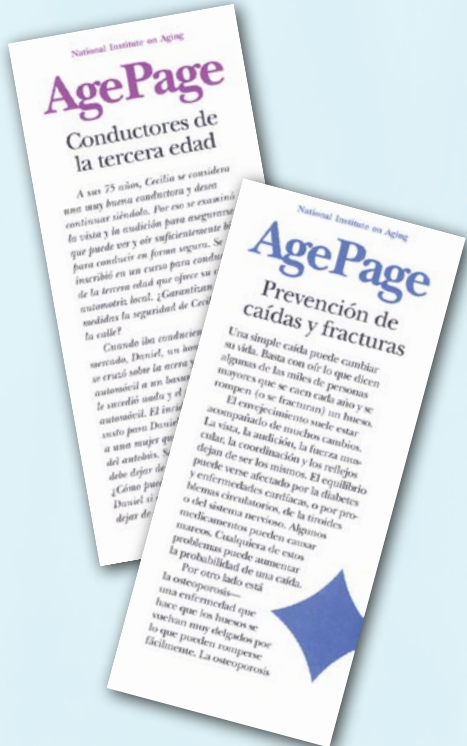 National Institute on Aging
AgePage
Conductores de
la tercera edad
A sus 75 años, Cecilia se considera
una muy buena conductora y desea
continuar siéndolo. Por eso se examinó
la vista y la audición para asegurarse
que puede ver y oír suficientemente
para conducir en forma segura. Se
inscribió en un curso para
de la tercera edad que ofrece su
automotriz local. ¿Garantizan
medidas la seguridad de
la calle?
Cuando iba
mercado, Daniel, un
se cruzó sobre la acera y
automóvil a un
le sucedió nada y el
automóvil. El
susto para
a una mujer
del autobús.
debe dejar de
¿Cómo
Daniel si
dejar de
National Institute on Aging
AgePage
Prevención de
caídas y fracturas
Una simple caída puede cambiar
su vida. Basta con oír lo que dicen
algunas de las miles de personas
mayores que se caen cada año y se
rompen (o se fracturan) un hueso.
El envejecimiento suele estar
acompañado de muchos cambios.
La vista, la audición, la fuerza mus-
cular, la coordinación y los reflejos
dejan de ser los mismos. El equilibrio
puede verse afectado por la diabetes
y enfermedades cardíacas, o por pro-
blemas circulatorios, de la tiroides
o del sistema nervioso. Algunos
medicamentos pueden causar
mareos. Cualquiera de estos
problemas puede aumentar
la probabilidad de una caída.
Por otro lado está
la osteoporosis—
una enfermedad que
hace que los huesos se
vuelvan muy delgados por
lo que pueden romperse
fácilmente. La osteoporosis